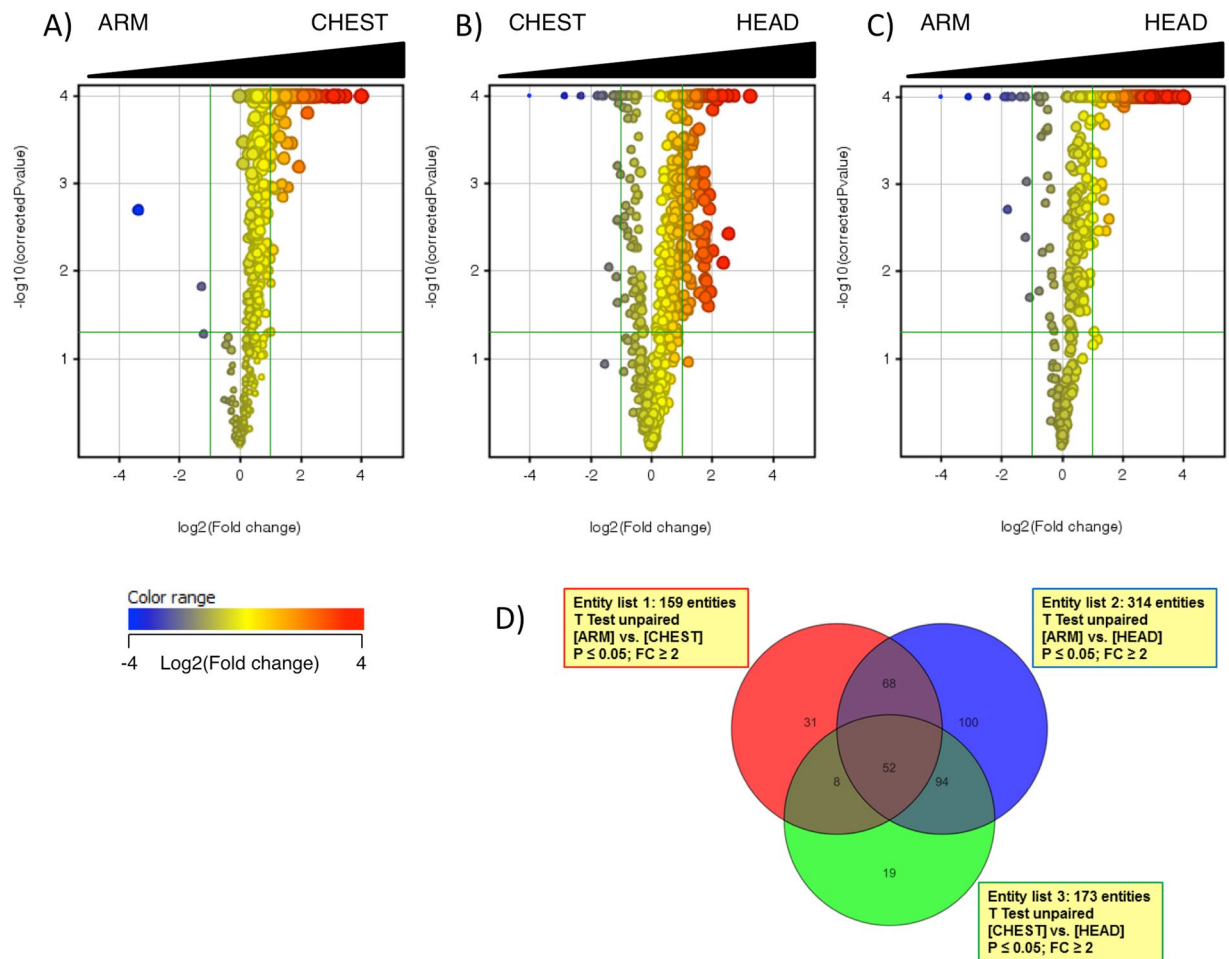 A) ARM CHEST
B) CHEST HEAD
C) ARM HEAD
-log10(correctedPvalue)
4
3
2
1
-4 -2 0 2 4
log2(Fold change)
-log10(correctedPvalue)
4
3
2
1
-4 -2 0 2 4
log2(Fold change)
-log10(correctedPvalue)
4
3
2
1
-4 -2 0 2 4
log2(Fold change)
Color range
-4 Log2(Fold change) 4
D)
Entity list 1: 159 entities
T Test unpaired
[ARM] vs. [CHEST]
P ≤ 0.05; FC ≥ 2
Entity list 2: 314 entities
T Test unpaired
[ARM] vs. [HEAD]
P ≤ 0.05; FC ≥ 2
68
31
100
52
8
94
19
Entity list 3: 173 entities
T Test unpaired
[CHEST] vs. [HEAD]
P ≤ 0.05; FC ≥ 2